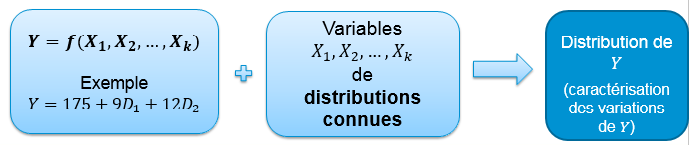 Y = f(X₁, X₂, …, Xₖ)
Exemple
Y = 175 + 9D₁ + 12D₂
+
Variables
X₁, X₂, … , Xₖ
de
distributions
connues
Distribution de
Y
(caractérisation
des variations
de Y)